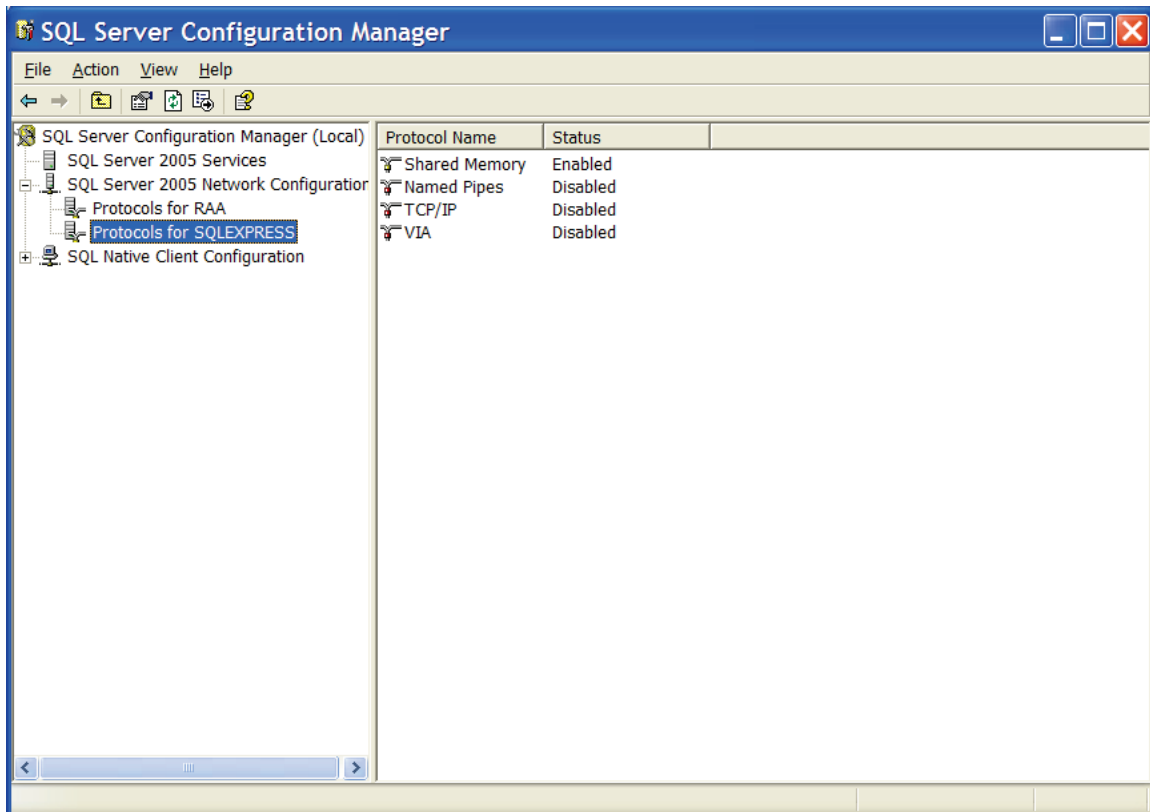 SQL Server Configuration Manager
File Action View Help
SQL Server Configuration Manager (Local)
SQL Server 2005 Services
SQL Server 2005 Network Configuration
Protocols for RAA
Protocols for SQLEXPRESS
SQL Native Client Configuration
Protocol Name Status
Shared Memory Enabled
Named Pipes Disabled
TCP/IP Disabled
VIA Disabled